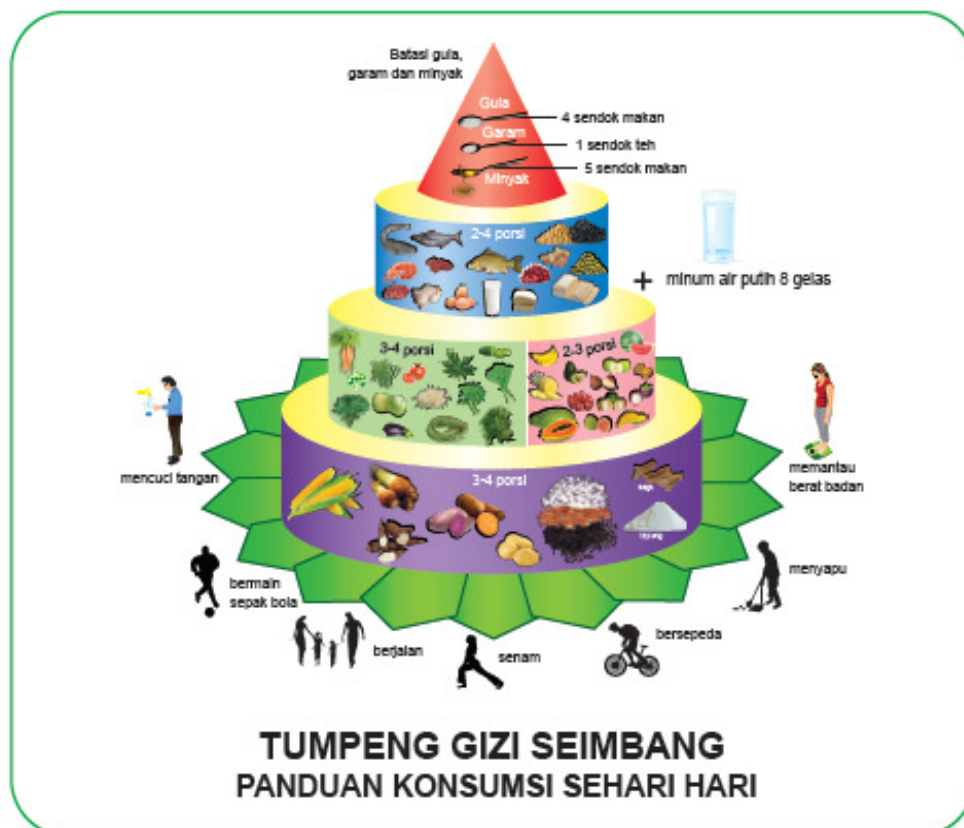 Batasi gula,
garam dan minyak
Gula
4 sendok makan
Garam
1 sendok teh
5 sendok makan
Minyak
2-4 porsi
+ minum air putih 8 gelas
3-4 porsi
2-3 porsi
mencuci tangan
memantau
berat badan
3-4 porsi
bermain
sepak bola
menyapu
berjalan
senam
bersepeda
TUMPENG GIZI SEIMBANG
PANDUAN KONSUMSI SEHARI HARI